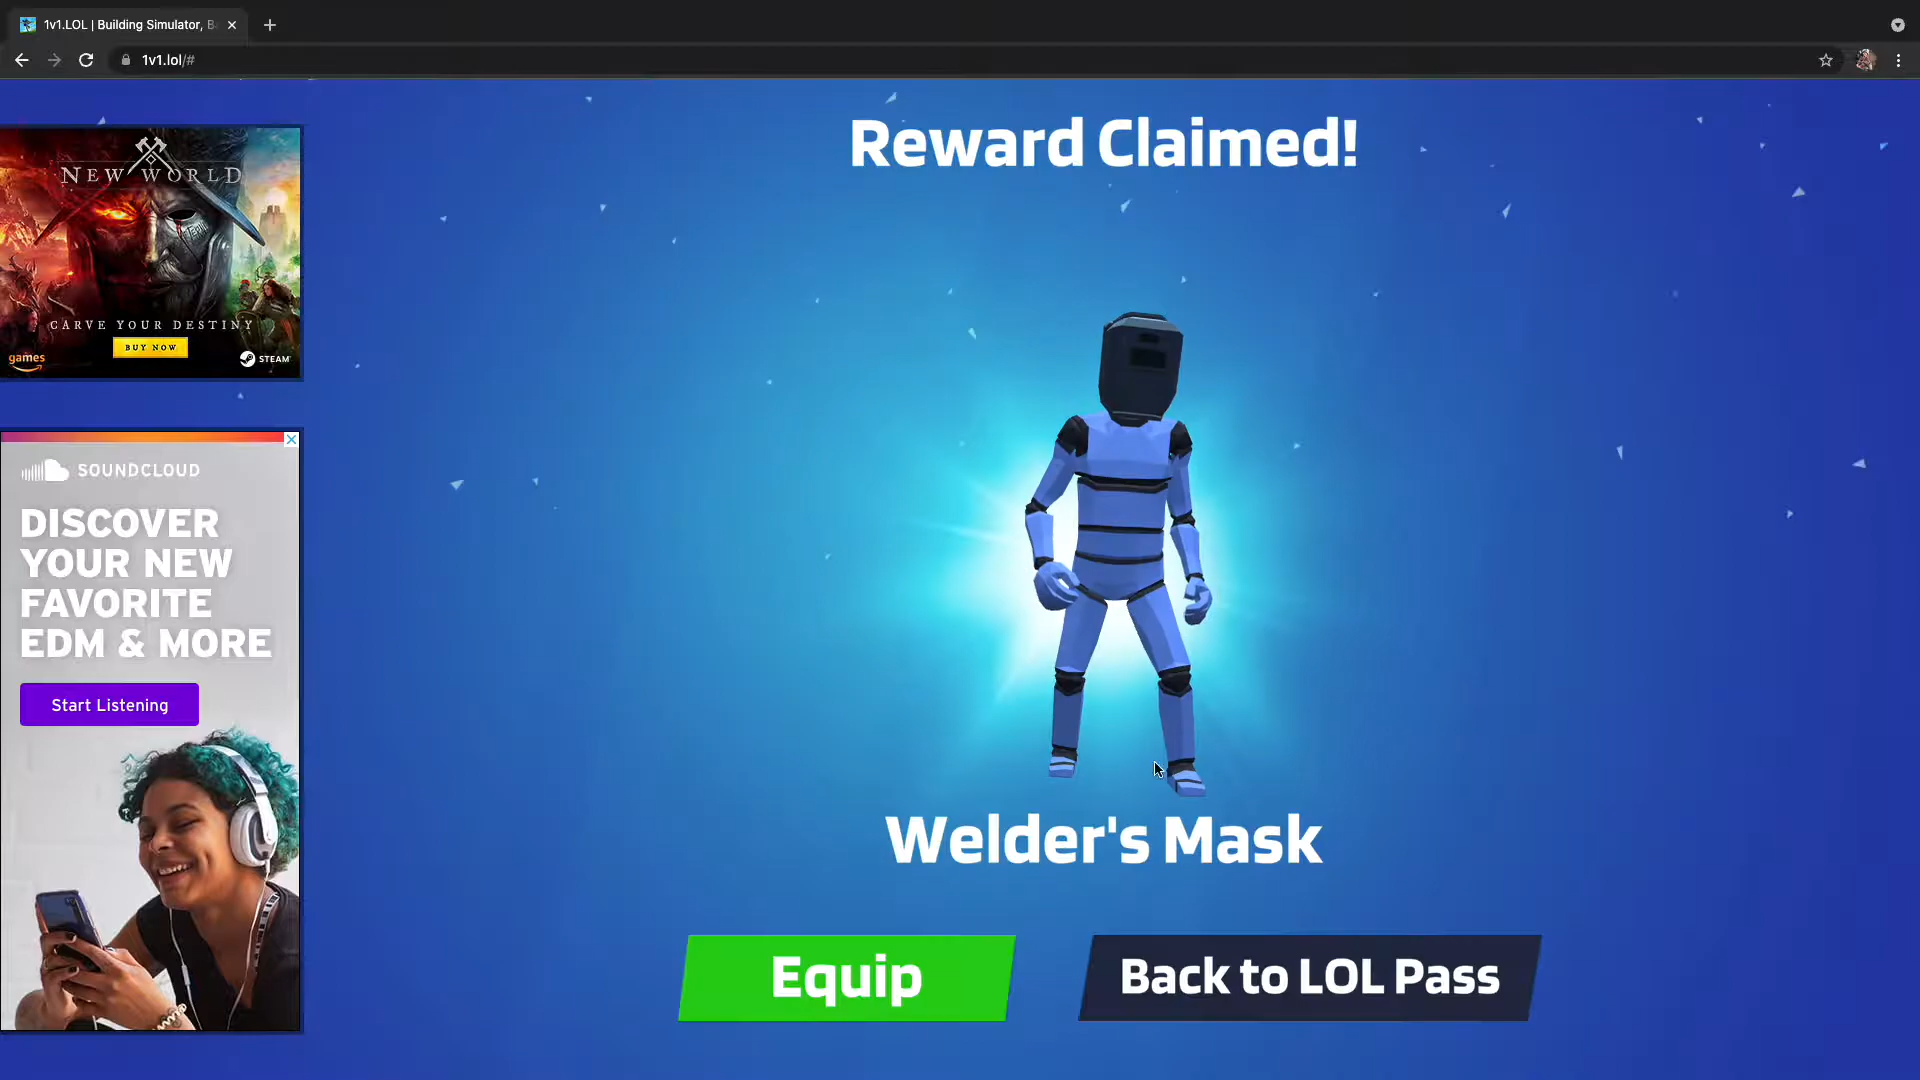 1v1.LOL | Building Simulator, B
1v1.lol/#
Reward Claimed!
NEW WORLD
CARVE YOUR DESTINY
BUY NOW
games
STEAM
SOUNDCLOUD
DISCOVER
YOUR NEW
FAVORITE
EDM & MORE
Start Listening
Welder's Mask
Equip
Back to LOL Pass